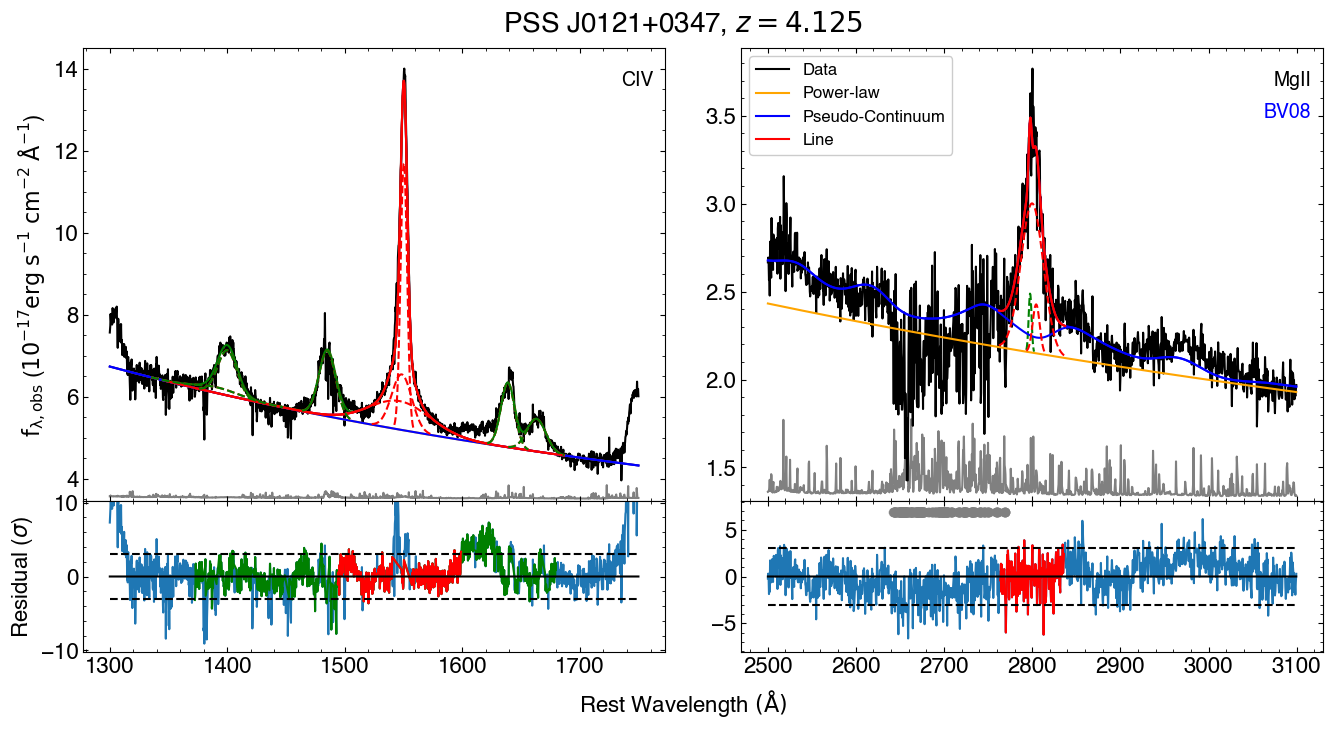 PSS J0121+0347, z = 4.125
CIV
f_λ,obs (10^−17 erg s^−1 cm^−2 Å^−1)
14
12
10
8
6
4
Data
Power-law
Pseudo-Continuum
Line
MgII
BV08
3.5
3.0
2.5
2.0
1.5
Residual (σ)
10
0
−10
5
0
−5
1300 1400 1500 1600 1700
2500 2600 2700 2800 2900 3000 3100
Rest Wavelength (Å)